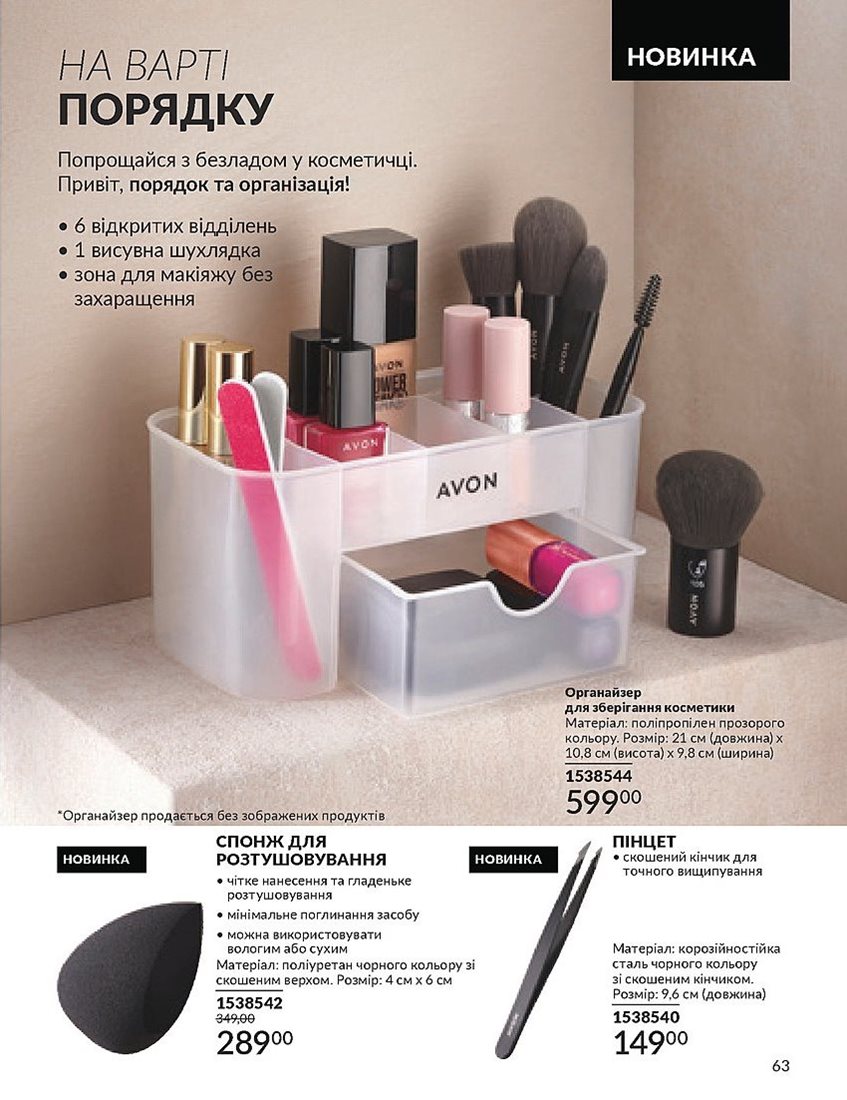 НОВИНКА
НА ВАРТІ
ПОРЯДКУ
Попрощайся з безладом у косметичці.
Привіт, порядок та організація!
• 6 відкритих відділень
• 1 висувна шухлядка
• зона для макіяжу без
захаращення
AVON
AVON
AVON
AVON
105
Органайзер
для зберігання косметики
Матеріал: поліпропілен прозорого
кольору. Розмір: 21 см (довжина) х
10,8 см (висота) х 9,8 см (ширина)
1538544
599 00
*Органайзер продається без зображених продуктів
НОВИНКА
СПОНЖ ДЛЯ
РОЗТУШОВУВАННЯ
• чітке нанесення та гладеньке
розтушовування
• мінімальне поглинання засобу
• можна використовувати
вологим або сухим
Матеріал: поліуретан чорного кольору зі
скошеним верхом. Розмір: 4 см х 6 см
1538542
349,00
289 00
НОВИНКА
ПІНЦЕТ
• скошений кінчик для
точного вищипування
Матеріал: корозійностійка
сталь чорного кольору
зі скошеним кінчиком.
Розмір: 9,6 см (довжина)
1538540
149 00
63